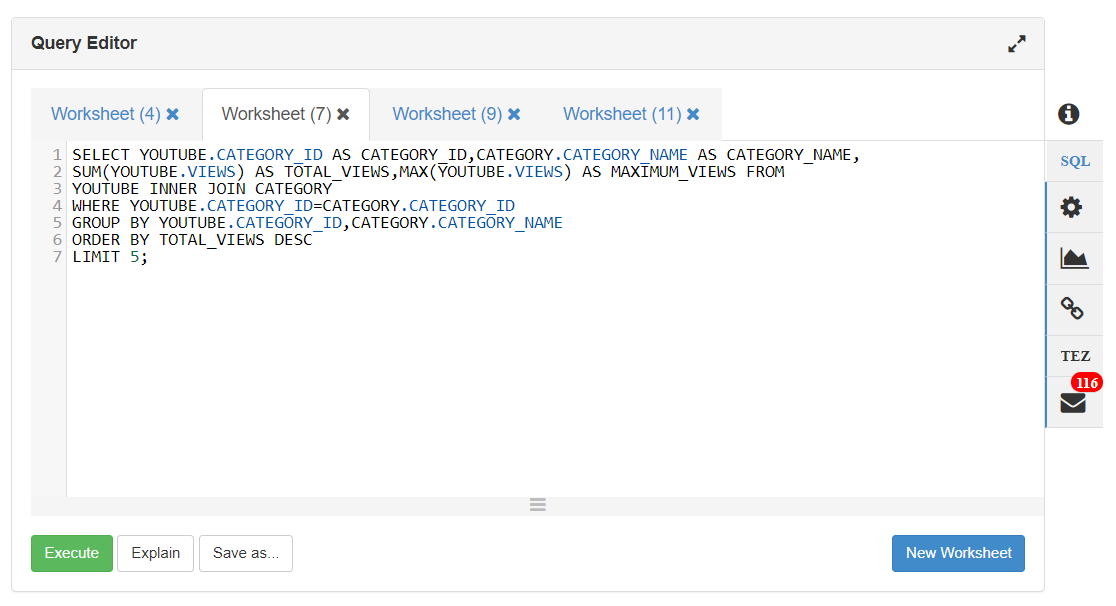 Query Editor
Worksheet (4) ✖ Worksheet (7) ✖ Worksheet (9) ✖ Worksheet (11) ✖
1 SELECT YOUTUBE.CATEGORY_ID AS CATEGORY_ID,CATEGORY.CATEGORY_NAME AS CATEGORY_NAME,
2 SUM(YOUTUBE.VIEWS) AS TOTAL_VIEWS,MAX(YOUTUBE.VIEWS) AS MAXIMUM_VIEWS FROM
3 YOUTUBE INNER JOIN CATEGORY
4 WHERE YOUTUBE.CATEGORY_ID=CATEGORY.CATEGORY_ID
5 GROUP BY YOUTUBE.CATEGORY_ID,CATEGORY.CATEGORY_NAME
6 ORDER BY TOTAL_VIEWS DESC
7 LIMIT 5;
Execute Explain Save as... New Worksheet
SQL
TEZ
116